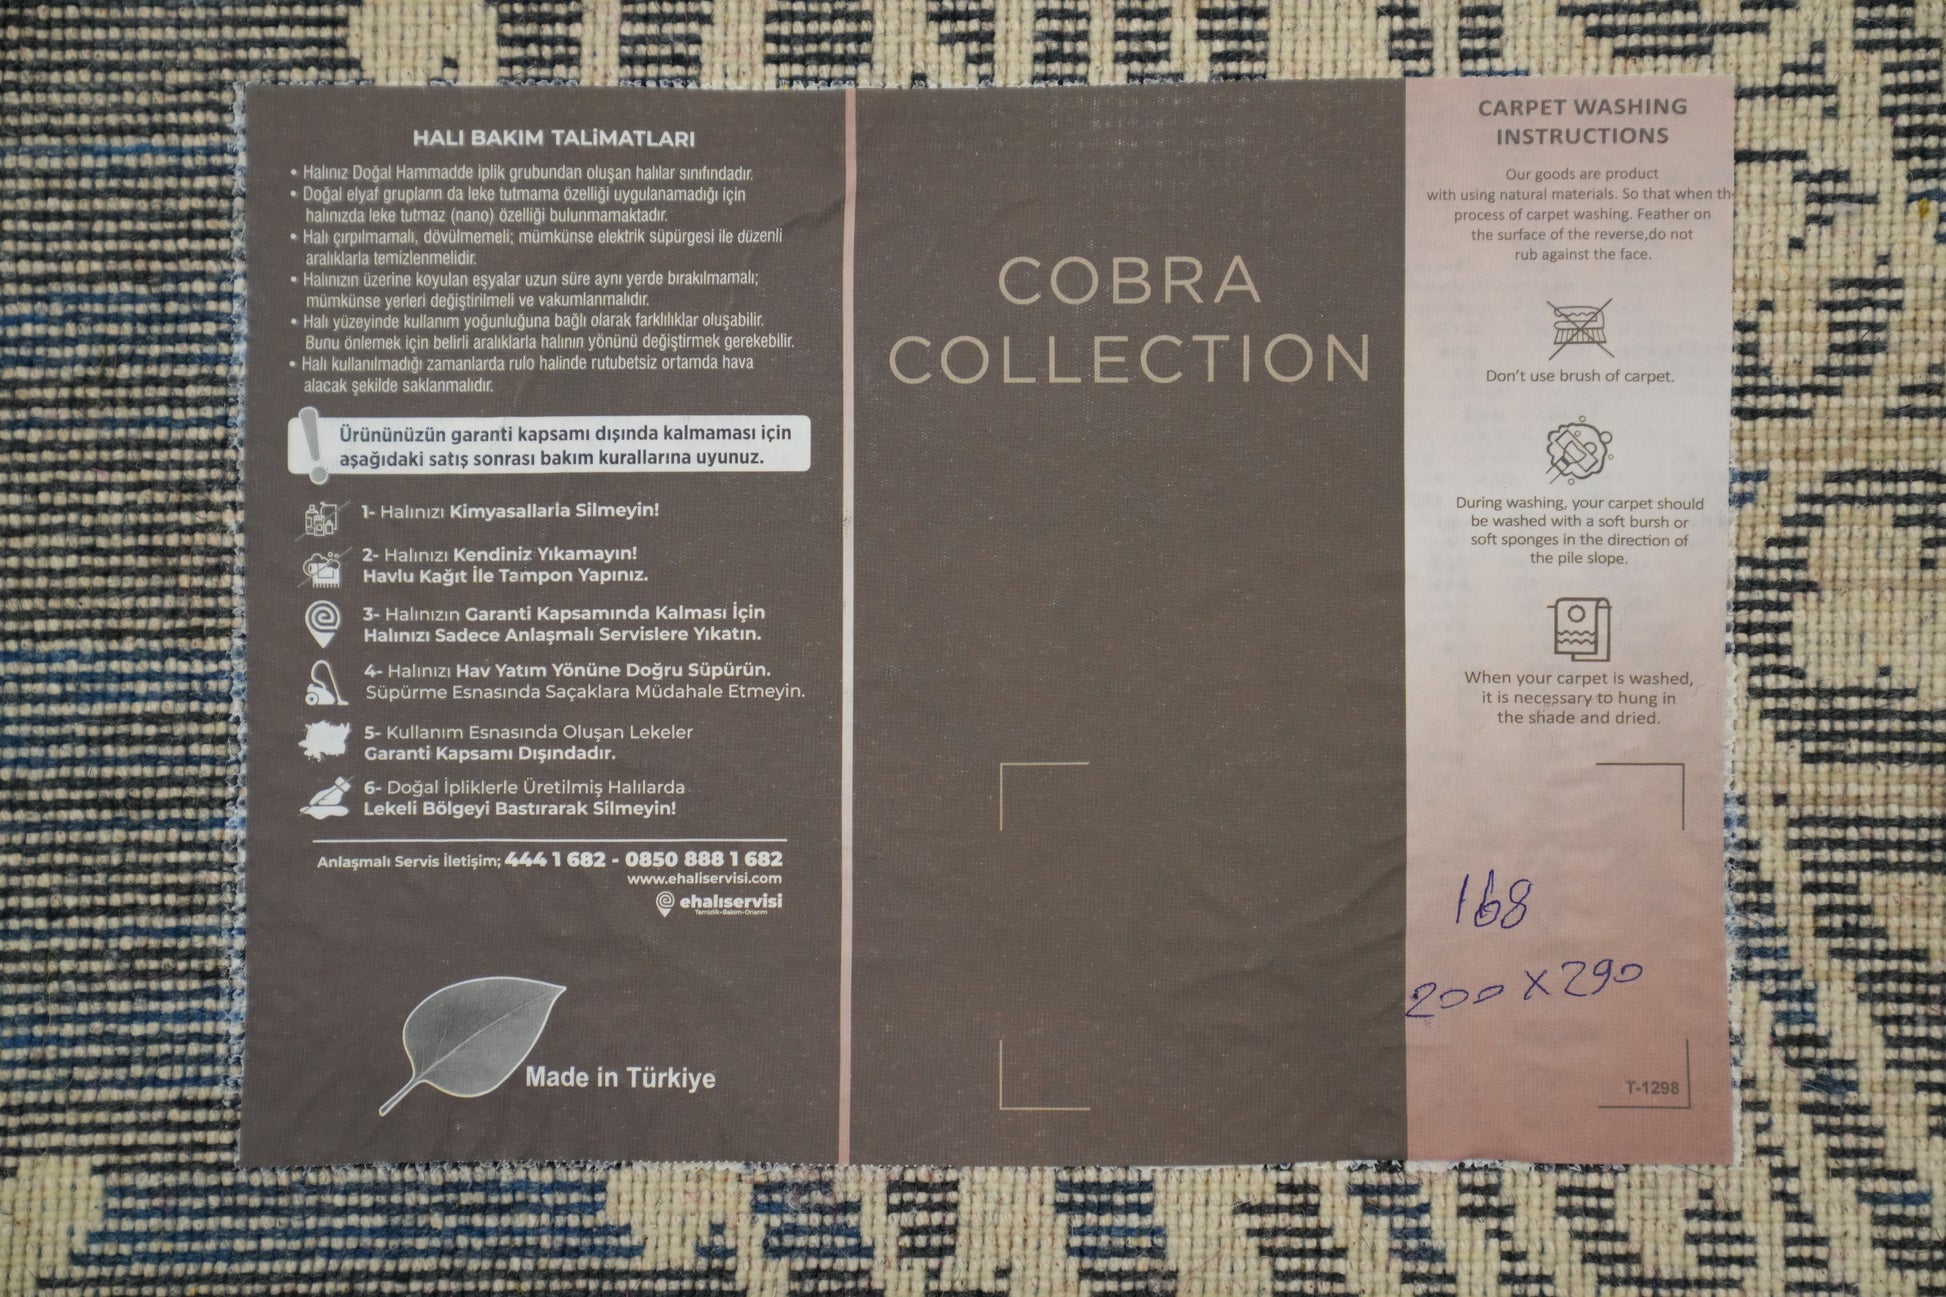 HALI BAKIM TALİMATLARI
• Halınız Doğal Hammadde iplik grubundan oluşan halılar sınıfındadır.
• Doğal elyaf grupların da leke tutmama özelliği uygulanamadığı için
halınızda leke tutmaz (nano) özelliği bulunmamaktadır.
• Halı çırpılmamalı, dövülmemeli; mümkünse elektrik süpürgesi ile düzenli
aralıklarla temizlenmelidir.
• Halınızın üzerine koyulan eşyalar uzun süre aynı yerde bırakılmamalı;
mümkünse yerleri değiştirilmeli ve vakumlanmalıdır.
• Halı yüzeyinde kullanım yoğunluğuna bağlı olarak farklılıklar oluşabilir.
Bunu önlemek için belirli aralıklarla halının yönünü değiştirmek gerekebilir.
• Halı kullanılmadığı zamanlarda rulo halinde rutubetsiz ortamda hava
alacak şekilde saklanmalıdır.
Ürününüzün garanti kapsamı dışında kalmaması için
aşağıdaki satış sonrası bakım kurallarına uyunuz.
1- Halınızı Kimyasallarla Silmeyin!
2- Halınızı Kendiniz Yıkamayın!
Havlu Kağıt İle Tampon Yapınız.
3- Halınızın Garanti Kapsamında Kalması İçin
Halınızı Sadece Anlaşmalı Servislere Yıkatın.
4- Halınızı Hav Yatım Yönüne Doğru Süpürün.
Süpürme Esnasında Saçaklara Müdahale Etmeyin.
5- Kullanım Esnasında Oluşan Lekeler
Garanti Kapsamı Dışındadır.
6- Doğal İpliklerle Üretilmiş Halılarda
Lekeli Bölgeyi Bastırarak Silmeyin!
Anlaşmalı Servis İletişim; 444 1 682 - 0850 888 1 682
www.ehaliservisi.com
ehalıservisi
Temizlik•Bakım•Onarım
Made in Türkiye
COBRA
COLLECTION
CARPET WASHING
INSTRUCTIONS
Our goods are product
with using natural materials. So that when th
process of carpet washing. Feather on
the surface of the reverse,do not
rub against the face.
Don't use brush of carpet.
During washing, your carpet should
be washed with a soft bursh or
soft sponges in the direction of
the pile slope.
When your carpet is washed,
it is necessary to hung in
the shade and dried.
168
200 x 290
T-1298